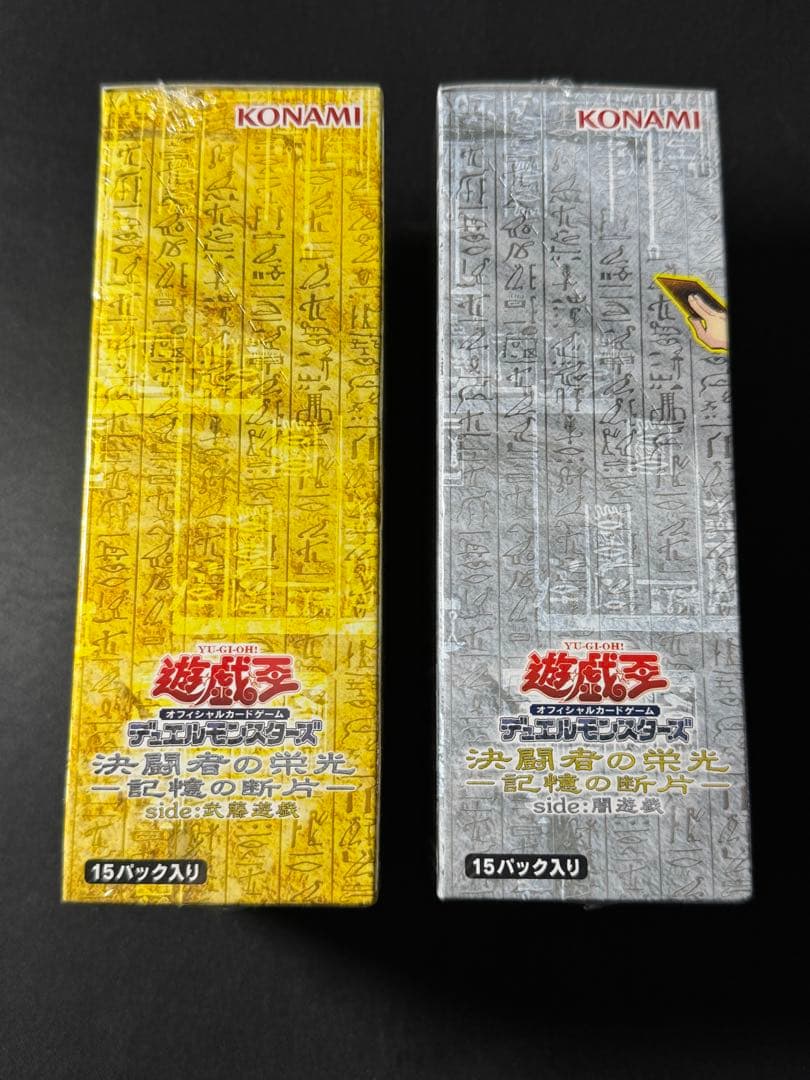 KONAMI
YU-GI-OH!
遊戯王
オフィシャルカードゲーム
デュエルモンスターズ
決闘者の栄光
―記憶の断片―
side:武藤遊戯
15パック入り
KONAMI
YU-GI-OH!
遊戯王
オフィシャルカードゲーム
デュエルモンスターズ
決闘者の栄光
―記憶の断片―
side:闇遊戯
15パック入り